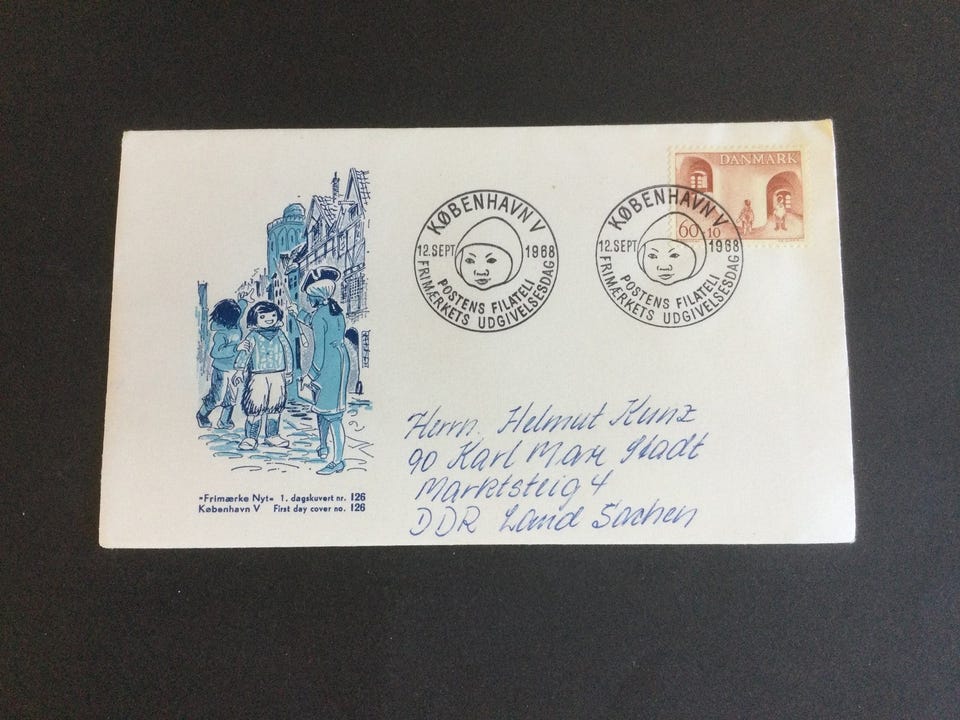 DANMARK
60+10
KØBENHAVN V
12.SEPT 1968
POSTENS FILATELI
FRIMÆRKETS UDGIVELSESDAG
KØBENHAVN V
12.SEPT 1968
POSTENS FILATELI
FRIMÆRKETS UDGIVELSESDAG
Herrn Helmut Kunz
90 Karl Marx Stadt
Marktsteig 4
DDR Land Sachsen
"Frimærke Nyt" 1. dagskuvert nr. 126
København V First day cover no. 126